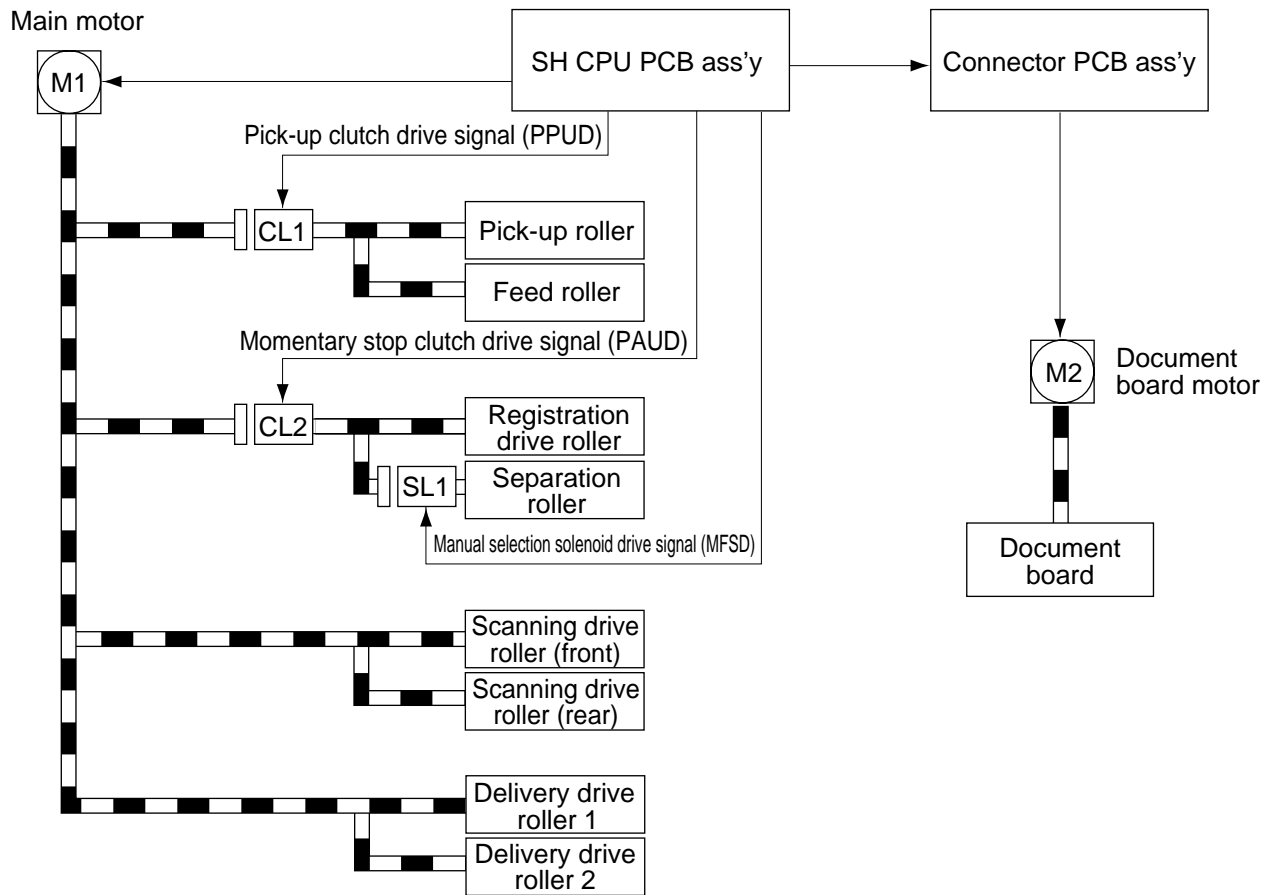 Main motor
M1
SH CPU PCB ass'y
Connector PCB ass'y
Pick-up clutch drive signal (PPUD)
CL1
Pick-up roller
Feed roller
Momentary stop clutch drive signal (PAUD)
CL2
Registration
drive roller
SL1
Separation
roller
Manual selection solenoid drive signal (MFSD)
M2
Document
board motor
Document
board
Scanning drive
roller (front)
Scanning drive
roller (rear)
Delivery drive
roller 1
Delivery drive
roller 2